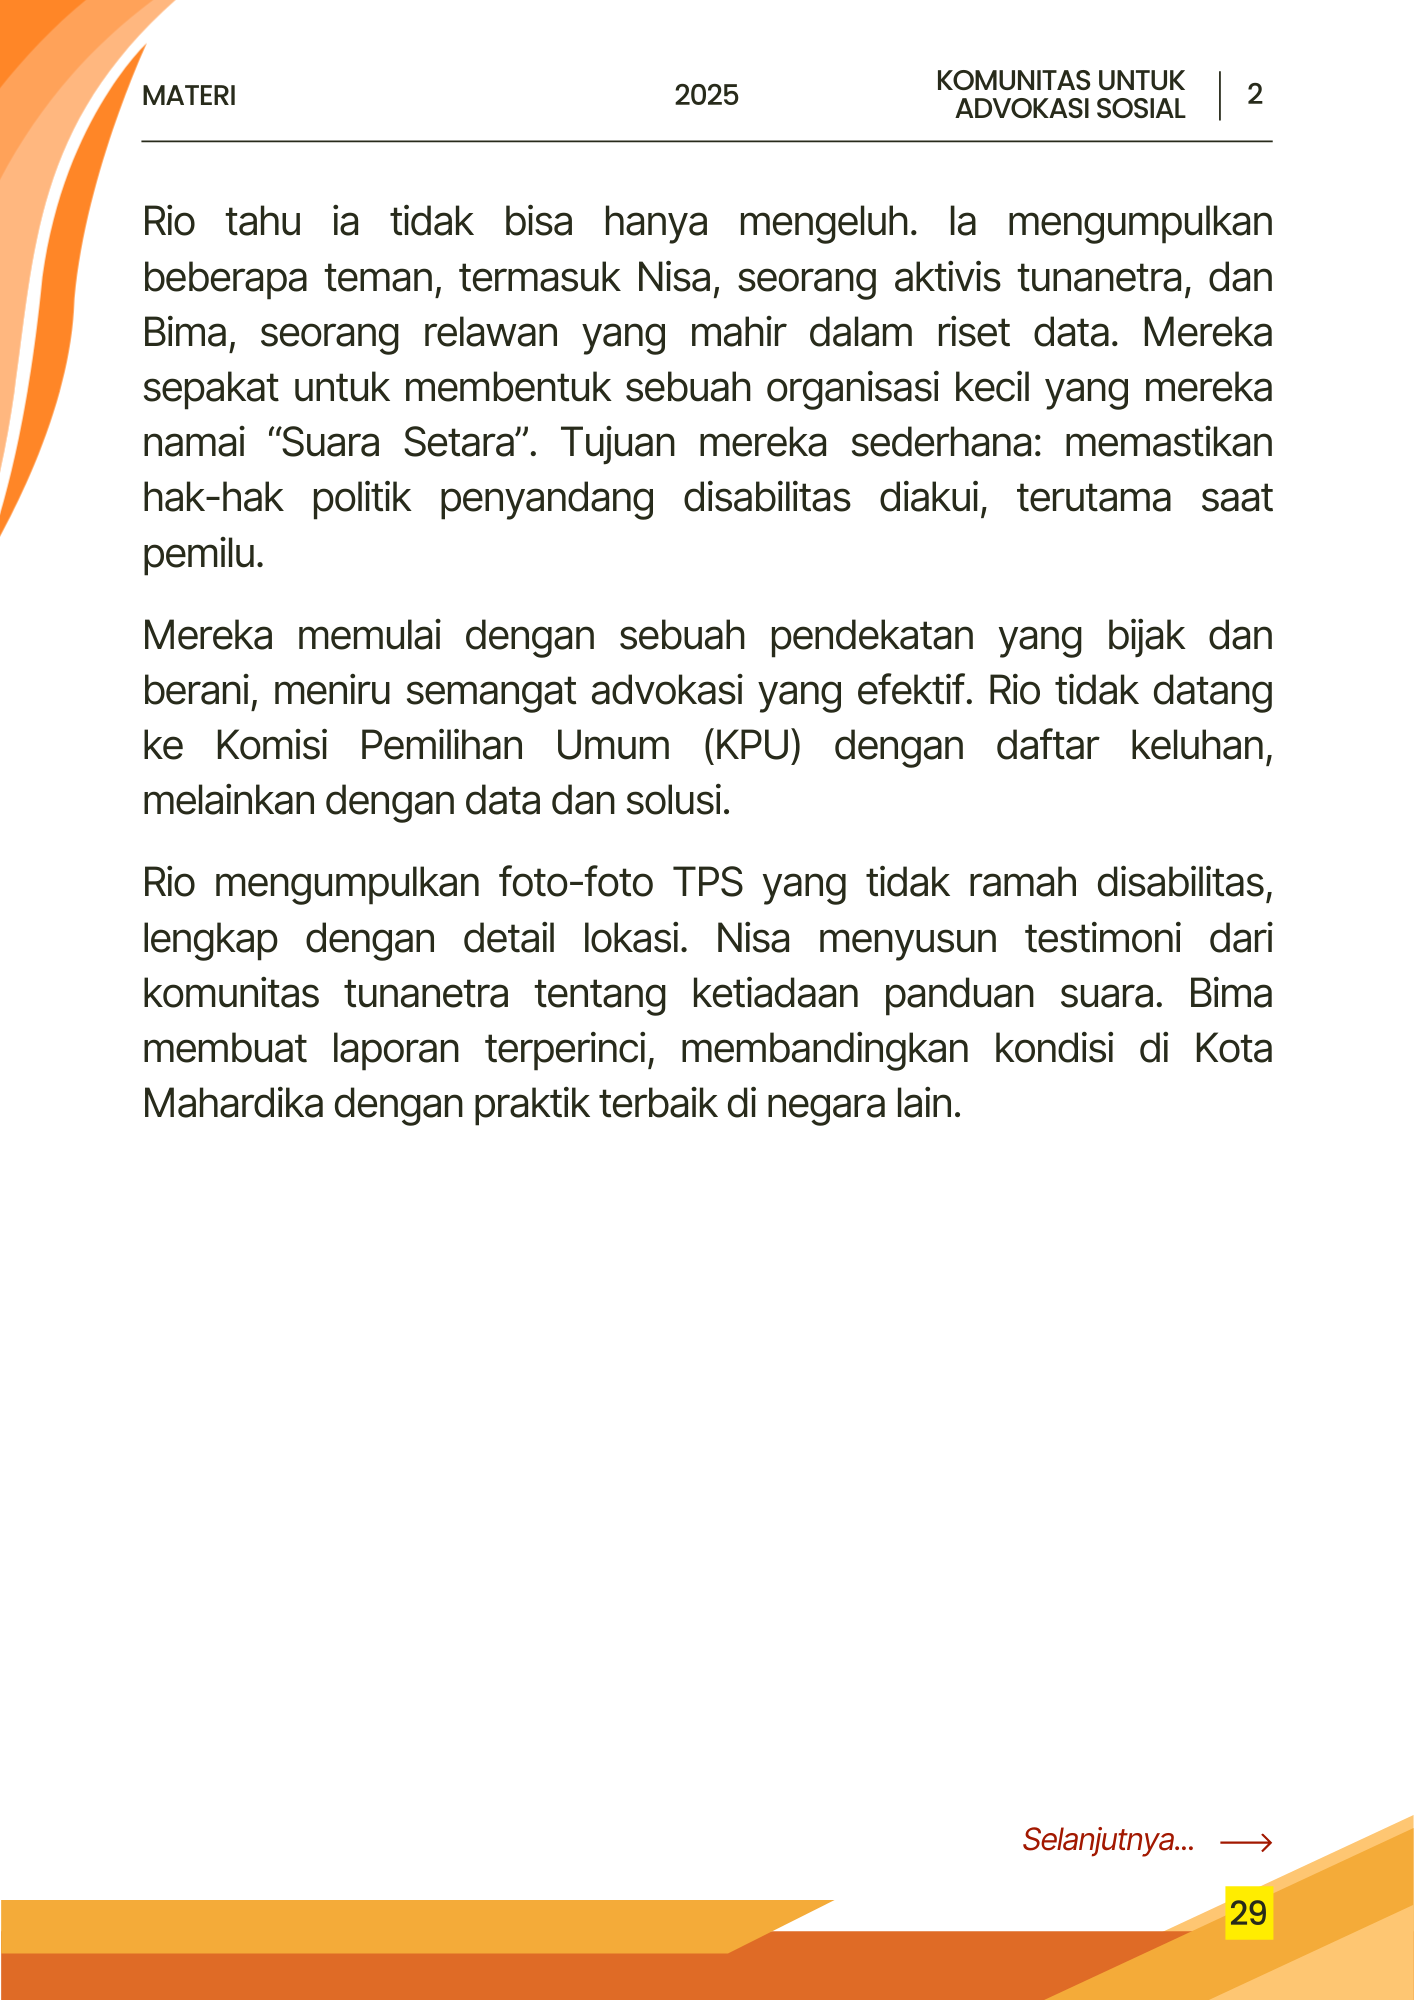 MATERI
2025
KOMUNITAS UNTUK
ADVOKASI SOSIAL
2
Rio tahu ia tidak bisa hanya mengeluh. Ia mengumpulkan
beberapa teman, termasuk Nisa, seorang aktivis tunanetra, dan
Bima, seorang relawan yang mahir dalam riset data. Mereka
sepakat untuk membentuk sebuah organisasi kecil yang mereka
namai “Suara Setara”. Tujuan mereka sederhana: memastikan
hak-hak politik penyandang disabilitas diakui, terutama saat
pemilu.
Mereka memulai dengan sebuah pendekatan yang bijak dan
berani, meniru semangat advokasi yang efektif. Rio tidak datang
ke Komisi Pemilihan Umum (KPU) dengan daftar keluhan,
melainkan dengan data dan solusi.
Rio mengumpulkan foto-foto TPS yang tidak ramah disabilitas,
lengkap dengan detail lokasi. Nisa menyusun testimoni dari
komunitas tunanetra tentang ketiadaan panduan suara. Bima
membuat laporan terperinci, membandingkan kondisi di Kota
Mahardika dengan praktik terbaik di negara lain.
Selanjutnya...
29